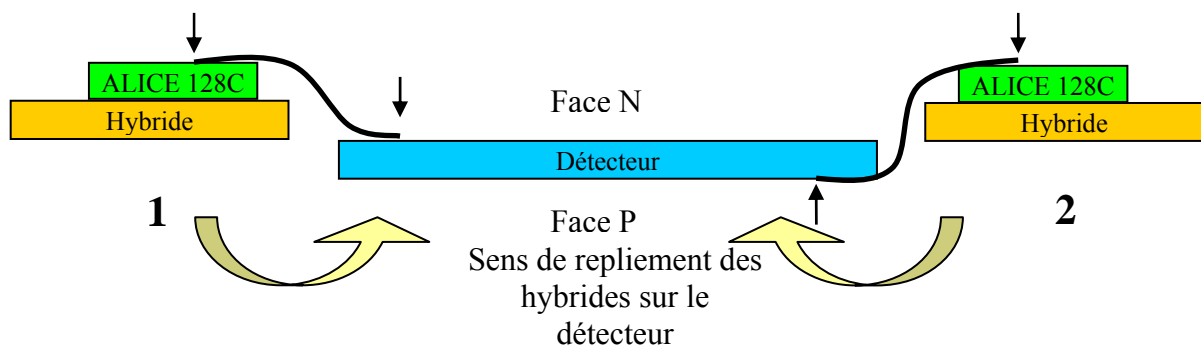 ALICE 128C
Hybride
Face N
ALICE 128C
Hybride
Détecteur
1
Face P
2
Sens de repliement des
hybrides sur le
détecteur